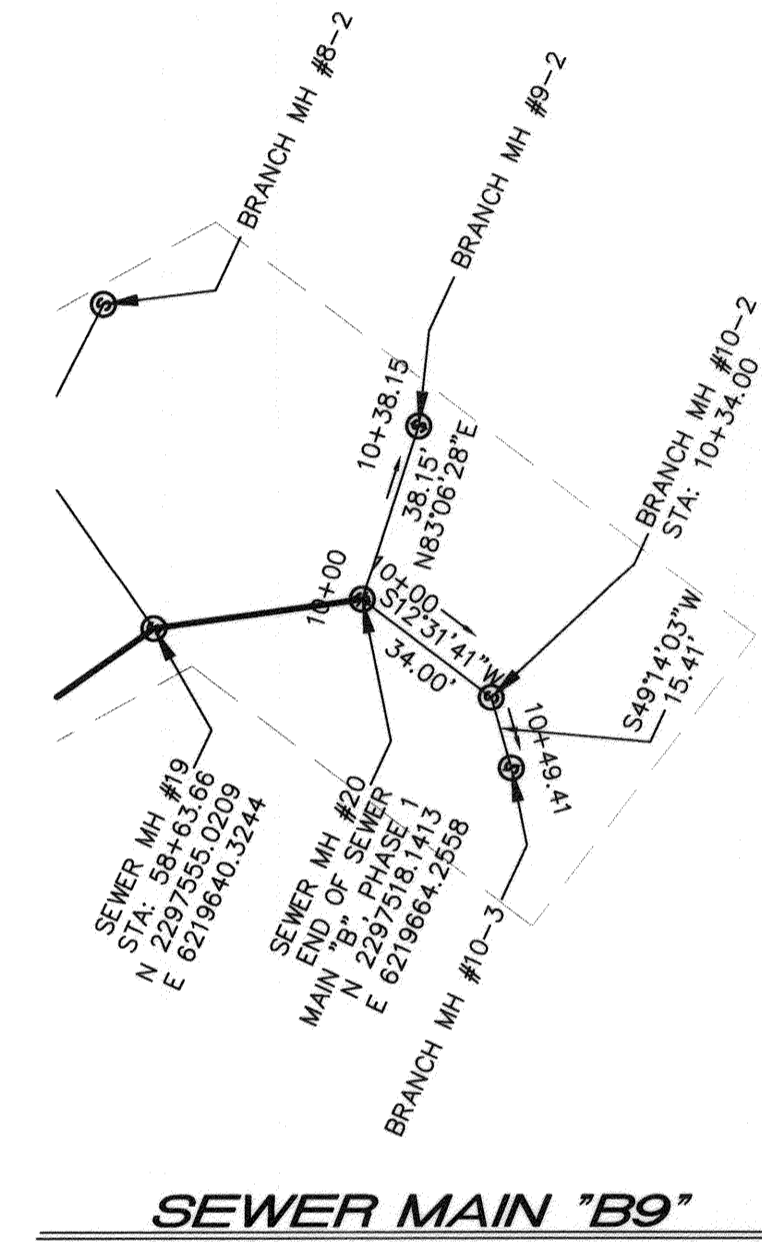 BRANCH MH #8-2
BRANCH MH #9-2
BRANCH MH #10-2
STA: 10+34.00
10+38.15
38.15'
N83°06'28"E
10+00
10+00
S12°31'41"W
34.00'
S49°14'03"W
15.41'
10+49.41
SEWER MH #19
STA: 58+63.66
N 2297555.0209
E 6219640.3244
SEWER MH #20
END OF SEWER
MAIN "B", PHASE 1
N 2297518.1413
E 6219664.2558
BRANCH MH #10-3
S
S
S
S
SEWER MAIN "B9"